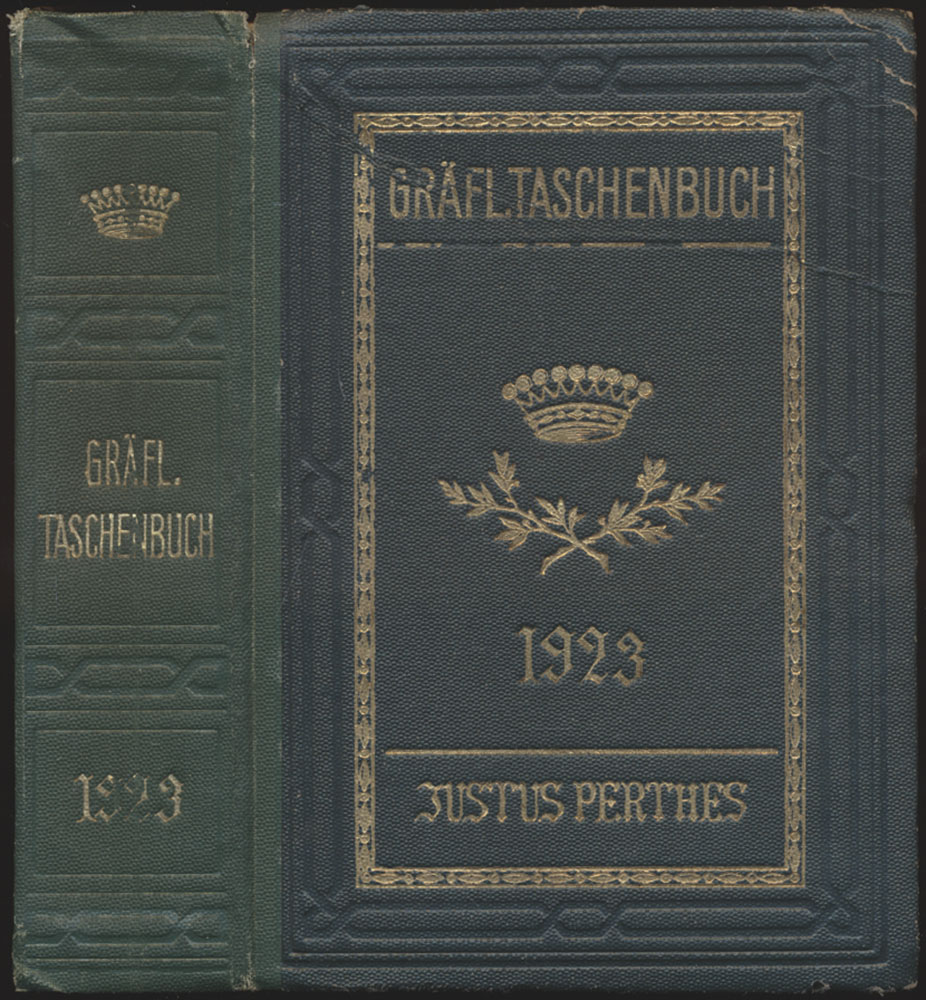 GRÄFL.
TASCHENBUCH
1923
GRÄFL.TASCHENBUCH
1923
JUSTUS PERTHES